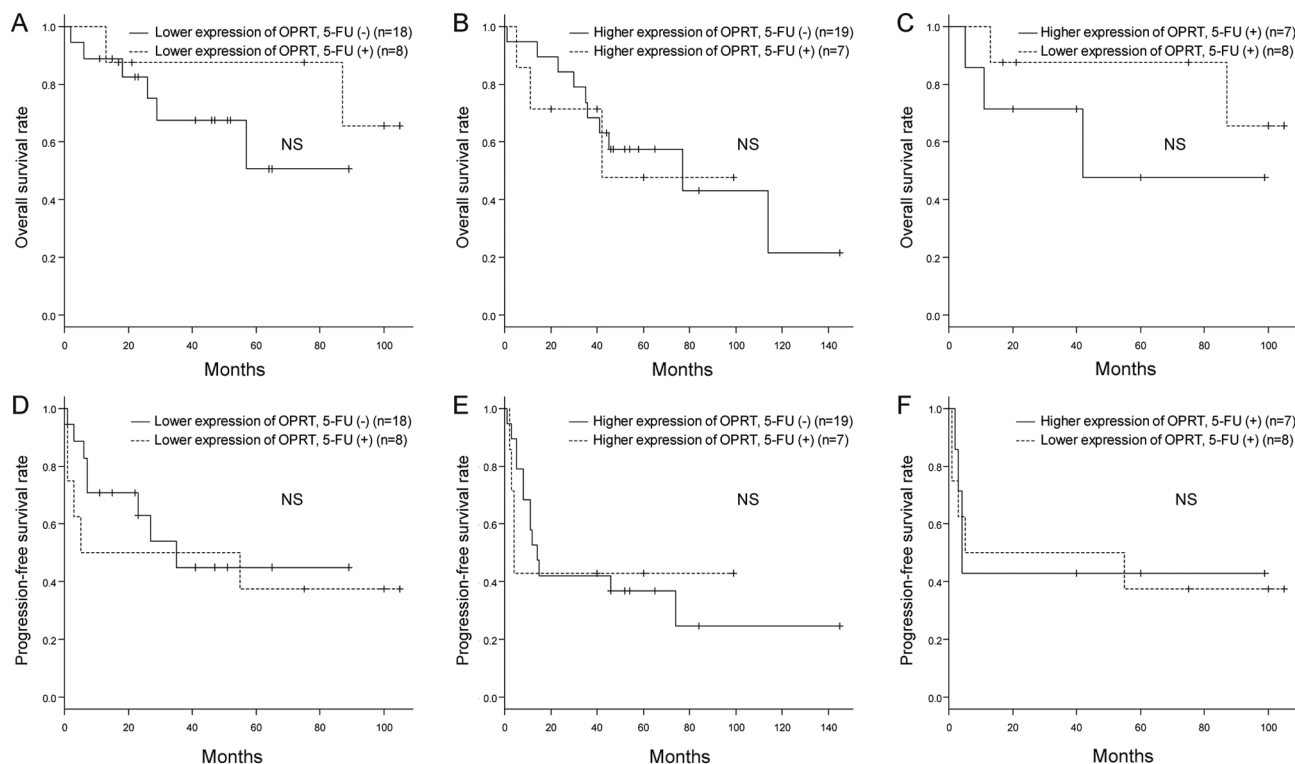 A
Lower expression of OPRT, 5-FU (-) (n=18)
Lower expression of OPRT, 5-FU (+) (n=8)
1.0
0.8
0.6
0.4
0.2
0.0
Overall survival rate
NS
0 20 40 60 80 100
Months
B
Higher expression of OPRT, 5-FU (-) (n=19)
Higher expression of OPRT, 5-FU (+) (n=7)
1.0
0.8
0.6
0.4
0.2
0.0
Overall survival rate
NS
0 20 40 60 80 100 120 140
Months
C
Higher expression of OPRT, 5-FU (+) (n=7)
Lower expression of OPRT, 5-FU (+) (n=8)
1.0
0.8
0.6
0.4
0.2
0.0
Overall survival rate
NS
0 20 40 60 80 100
Months
D
Lower expression of OPRT, 5-FU (-) (n=18)
Lower expression of OPRT, 5-FU (+) (n=8)
1.0
0.8
0.6
0.4
0.2
0.0
Progression-free survival rate
NS
0 20 40 60 80 100
Months
E
Higher expression of OPRT, 5-FU (-) (n=19)
Higher expression of OPRT, 5-FU (+) (n=7)
1.0
0.8
0.6
0.4
0.2
0.0
Progression-free survival rate
NS
0 20 40 60 80 100 120 140
Months
F
Higher expression of OPRT, 5-FU (+) (n=7)
Lower expression of OPRT, 5-FU (+) (n=8)
1.0
0.8
0.6
0.4
0.2
0.0
Progression-free survival rate
NS
0 20 40 60 80 100
Months